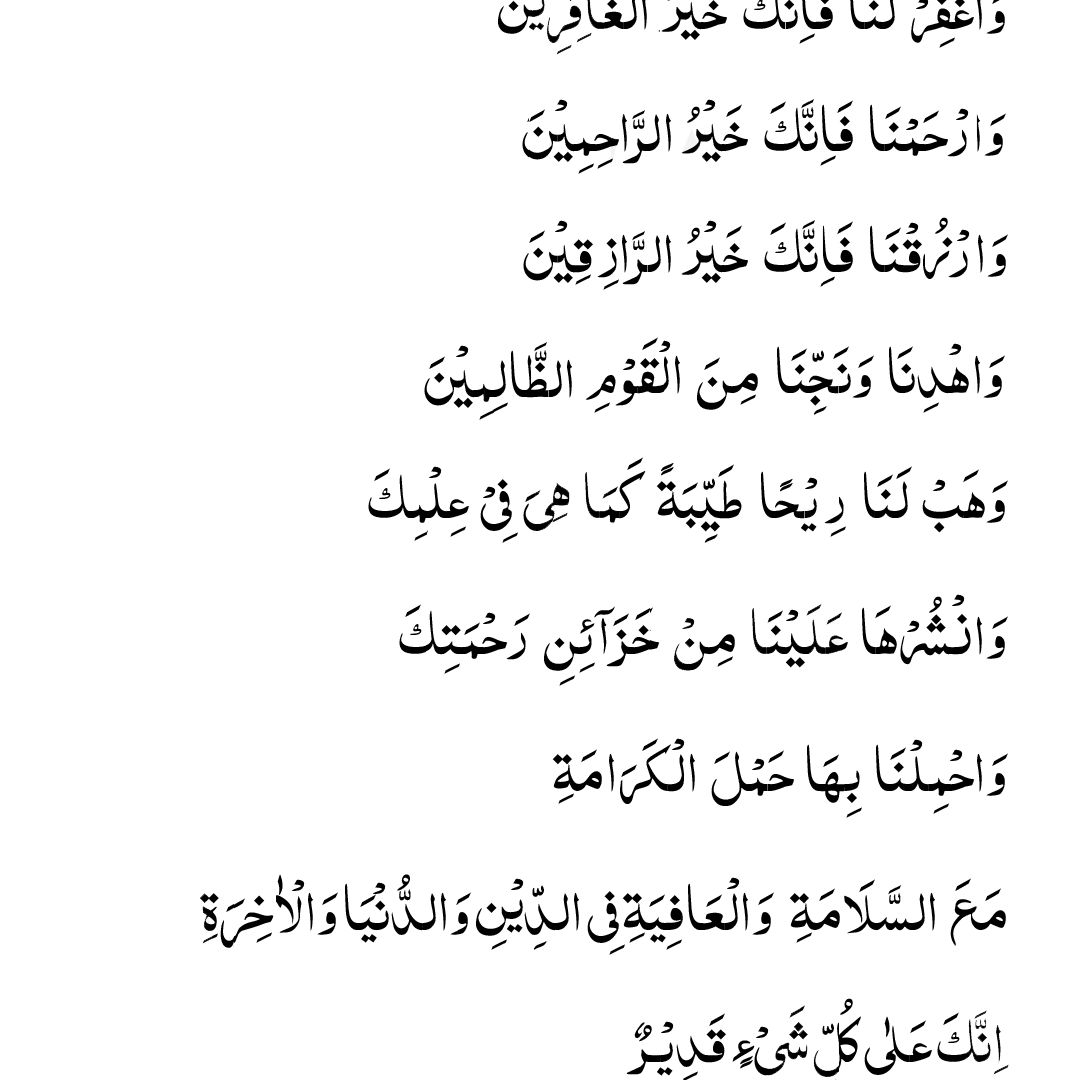 وَاغْفِرْ لَنَا فَاِنَّكَ خَيْرُ الْغَافِرِيْنَ
وَارْحَمْنَا فَاِنَّكَ خَيْرُ الرَّاحِمِيْنَ
وَارْزُقْنَا فَاِنَّكَ خَيْرُ الرَّازِقِيْنَ
وَاهْدِنَا وَنَجِّنَا مِنَ الْقَوْمِ الظَّالِمِيْنَ
وَهَبْ لَنَا رِيْحًا طَيِّبَةً كَمَا هِىَ فِىْ عِلْمِكَ
وَانْشُرْهَا عَلَيْنَا مِنْ خَزَآئِنِ رَحْمَتِكَ
وَاحْمِلْنَا بِهَا حَمْلَ الْكَرَامَةِ
مَعَ السَّلَامَةِ وَالْعَافِيَةِ فِى الدِّيْنِ وَالدُّنْيَا وَالْاٰخِرَةِ
اِنَّكَ عَلٰى كُلِّ شَىْءٍ قَدِيْرٌ